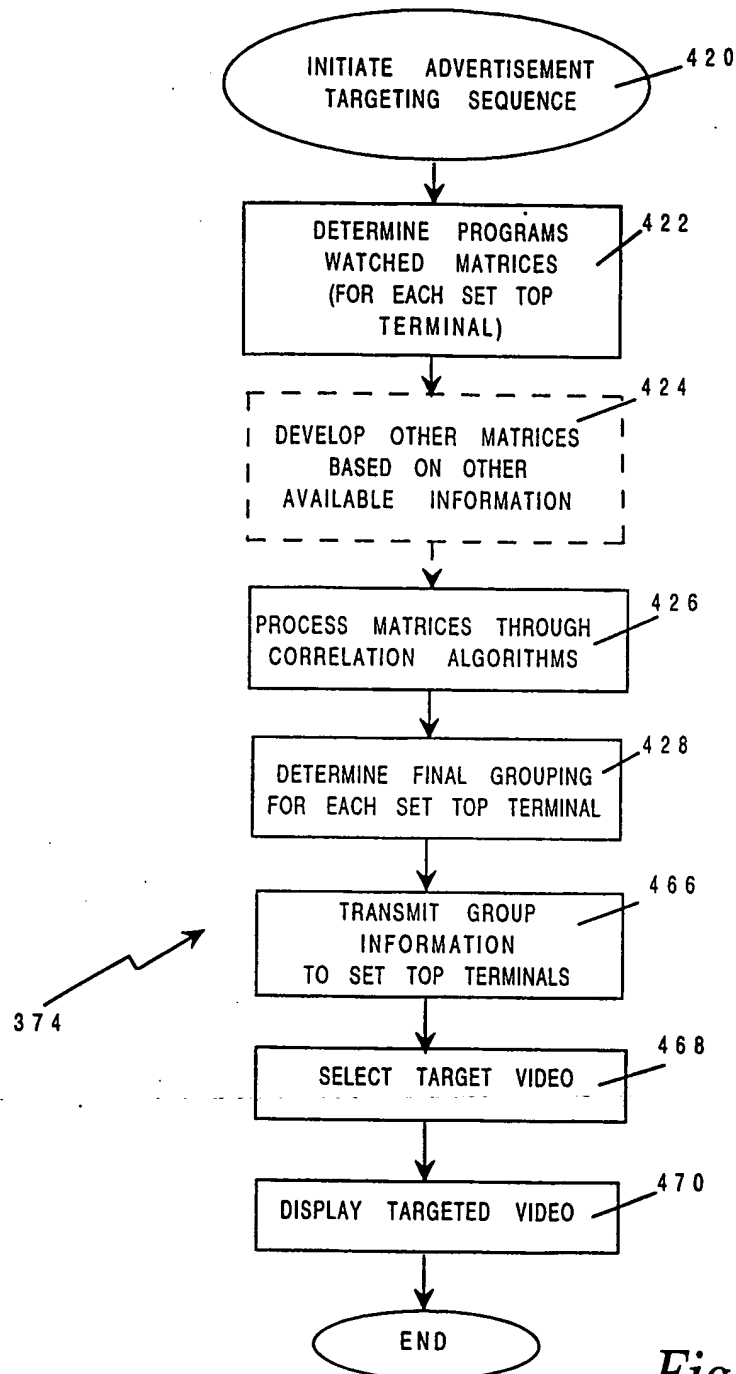 INITIATE ADVERTISEMENT
TARGETING SEQUENCE
420
DETERMINE PROGRAMS
WATCHED MATRICES
(FOR EACH SET TOP
TERMINAL)
422
DEVELOP OTHER MATRICES
BASED ON OTHER
AVAILABLE INFORMATION
424
PROCESS MATRICES THROUGH
CORRELATION ALGORITHMS
426
DETERMINE FINAL GROUPING
FOR EACH SET TOP TERMINAL
428
TRANSMIT GROUP
INFORMATION
TO SET TOP TERMINALS
466
374
SELECT TARGET VIDEO
468
DISPLAY TARGETED VIDEO
470
END
Fig